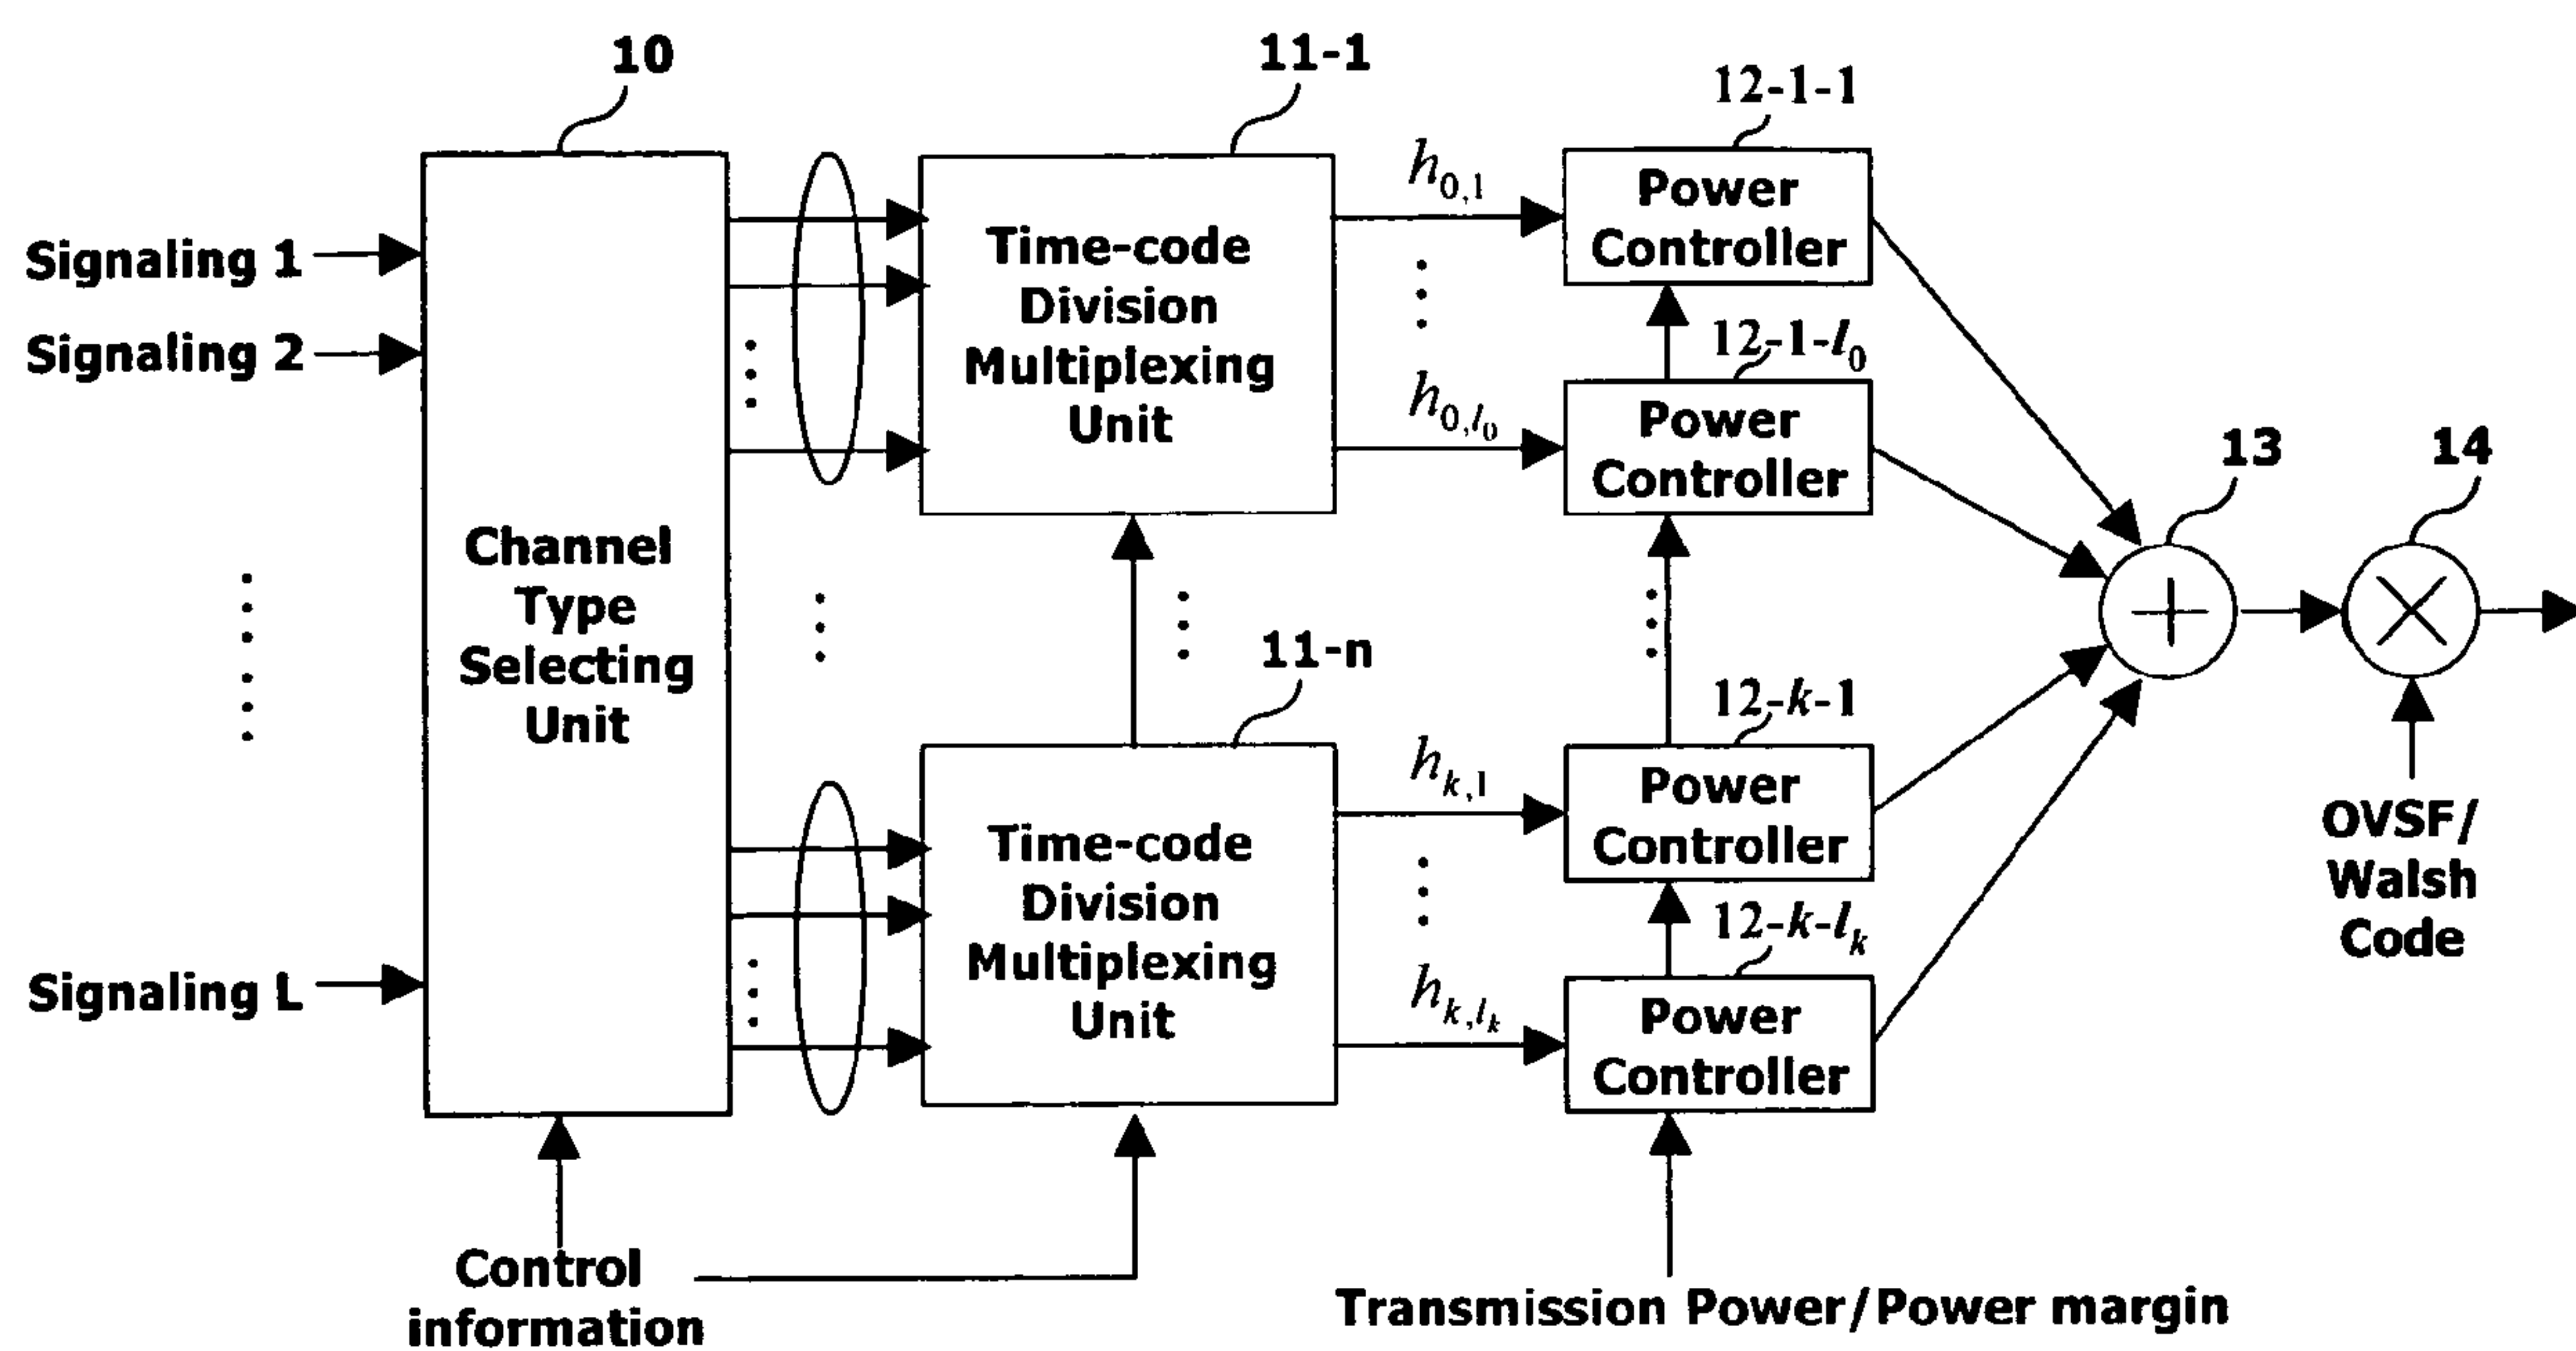 10
11-1
12-1-1
Signaling 1
Signaling 2
Signaling L
Channel
Type
Selecting
Unit
Time-code
Division
Multiplexing
Unit
h0,1
Power
Controller
12-1-l0
h0,l0
Power
Controller
13
14
11-n
Time-code
Division
Multiplexing
Unit
12-k-1
hk,1
Power
Controller
12-k-lk
hk,lk
Power
Controller
OVSF/
Walsh
Code
Control
information
Transmission Power/Power margin